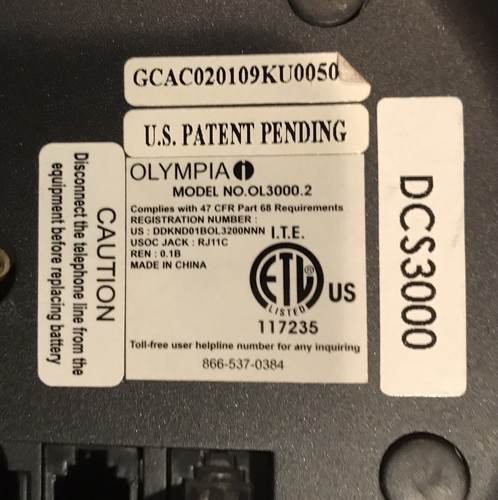 GCAC020109KU0050
U.S. PATENT PENDING
OLYMPIA
MODEL NO.OL3000.2
Complies with 47 CFR Part 68 Requirements
REGISTRATION NUMBER :
US : DDKND01BOL3200NNN I.T.E.
USOC JACK : RJ11C
REN : 0.1B
MADE IN CHINA
ETL ®
LISTED
US
117235
Toll-free user helpline number for any inquiring
866-537-0384
CAUTION
Disconnect the telephone line from the
equipment before replacing battery
DCS3000